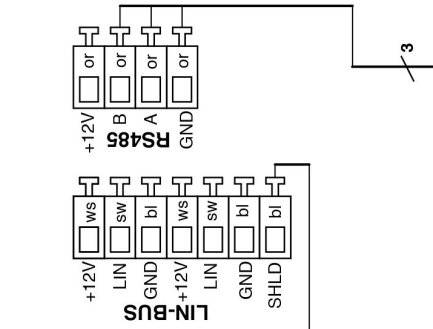 or or or or
+12V B A GND
RS485
3
ws sw bl ws sw bl bl
+12V LIN GND +12V LIN GND SHLD
LIN-BUS